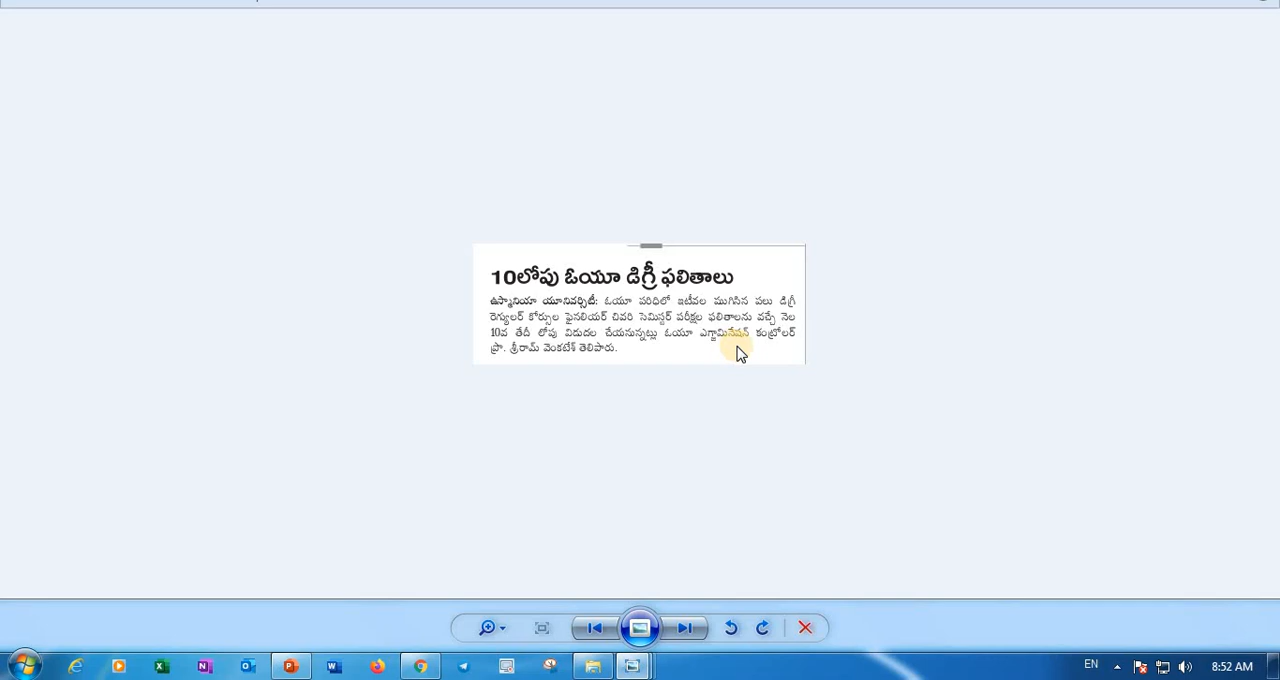 10లోపు ఓయూ డిగ్రీ ఫలితాలు
ఉస్మానియా యూనివర్సిటీ: ఓయూ పరిధిలో ఇటీవల ముగిసిన పలు డిగ్రీ
రెగ్యులర్ కోర్సుల ఫైనలియర్ చివరి సెమిస్టర్ పరీక్షల ఫలితాలను వచ్చే నెల
10వ తేదీ లోపు విడుదల చేయనున్నట్లు ఓయూ ఎగ్జామినేషన్ కంట్రోలర్
ప్రొ. శ్రీరామ్ వెంకటేశ్ తెలిపారు.
EN
8:52 AM